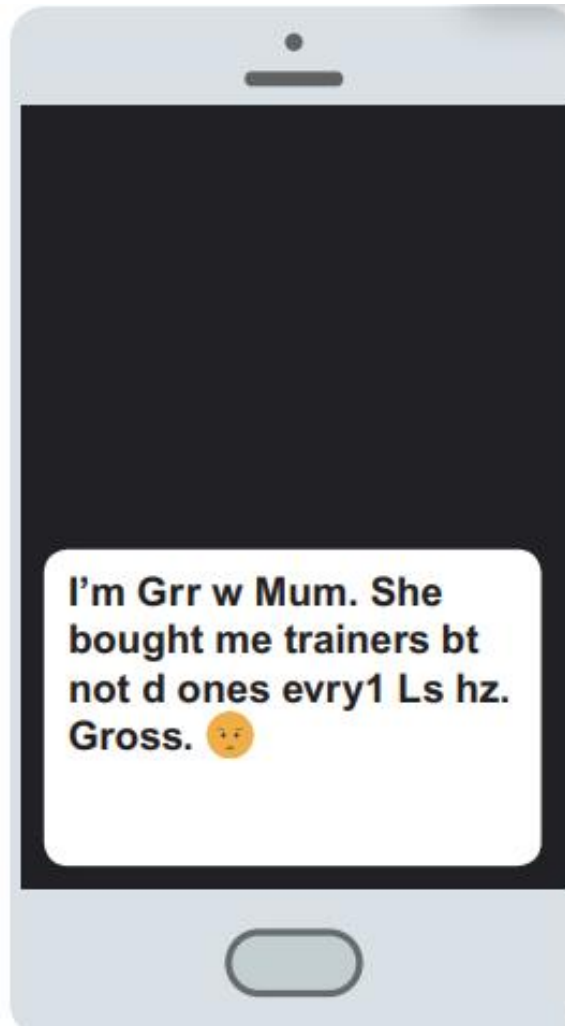 I’m Grr w Mum. She
bought me trainers bt
not d ones evry1 Ls hz.
Gross. 😠